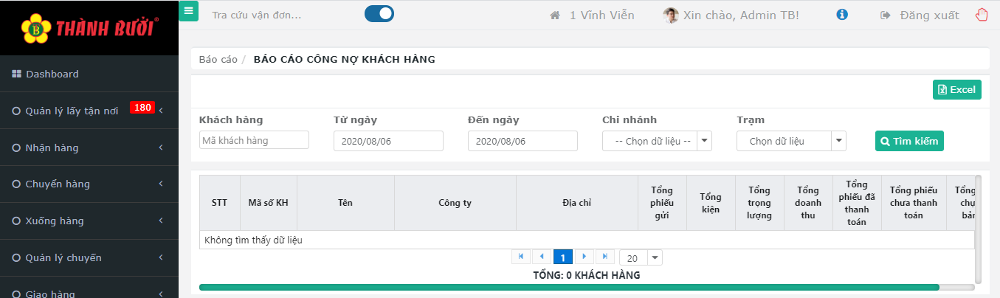 THÀNH BƯỞI®
B
Tra cứu vận đơn...
1 Vĩnh Viễn
Xin chào, Admin TB!
Đăng xuất
Dashboard
Quản lý lấy tận nơi 180
Nhận hàng
Chuyển hàng
Xuống hàng
Quản lý chuyến
Giao hàng
Báo cáo / BÁO CÁO CÔNG NỢ KHÁCH HÀNG
Excel
Khách hàng
Từ ngày
Đến ngày
Chi nhánh
Trạm
Mã khách hàng
2020/08/06
2020/08/06
-- Chọn dữ liệu --
Chọn dữ liệu
Tìm kiếm
STT
Mã số KH
Tên
Công ty
Địa chỉ
Tổng
phiếu
gửi
Tổng
kiện
Tổng
trọng
lượng
Tổng
doanh
thu
Tổng
phiếu đã
thanh
toán
Tổng phiếu
chưa thanh
toán
Tổng
Không tìm thấy dữ liệu
1
20
TỔNG: 0 KHÁCH HÀNG